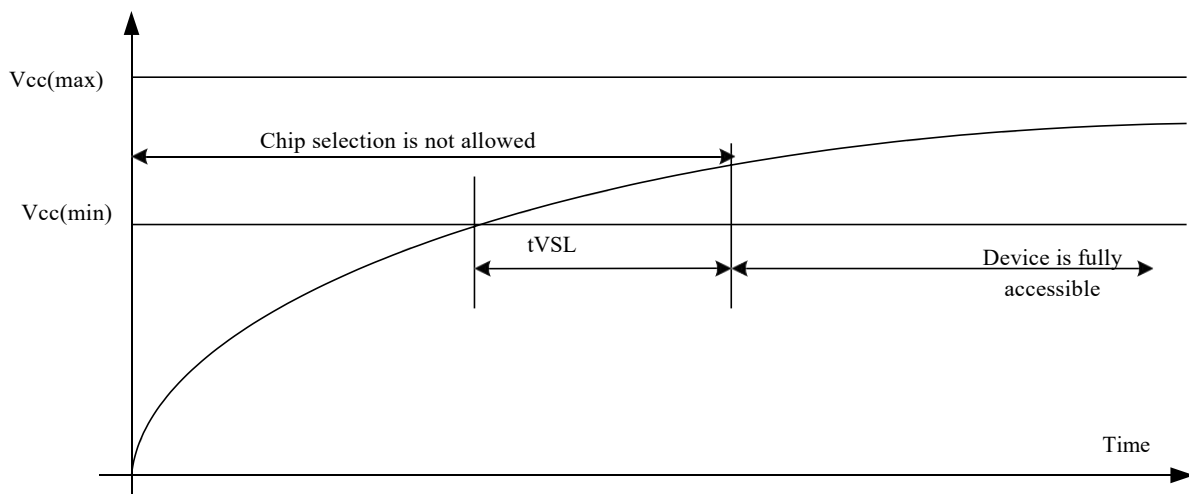 Vcc(max)
Chip selection is not allowed
Vcc(min)
tVSL
Device is fully
accessible
Time